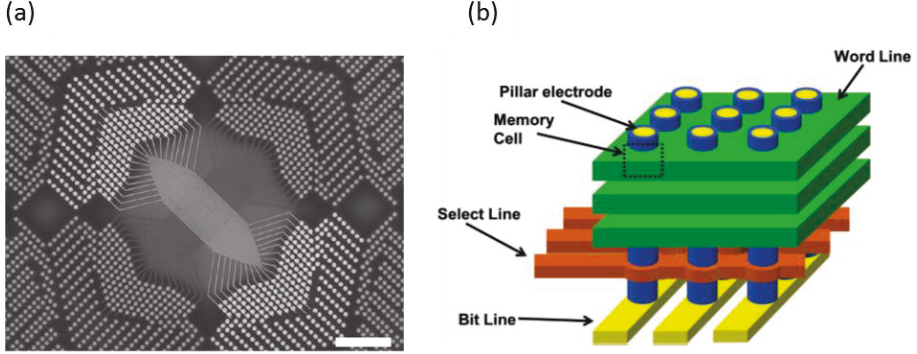 (a)
(b)
Word Line
Pillar electrode
Memory
Cell
Select Line
Bit Line